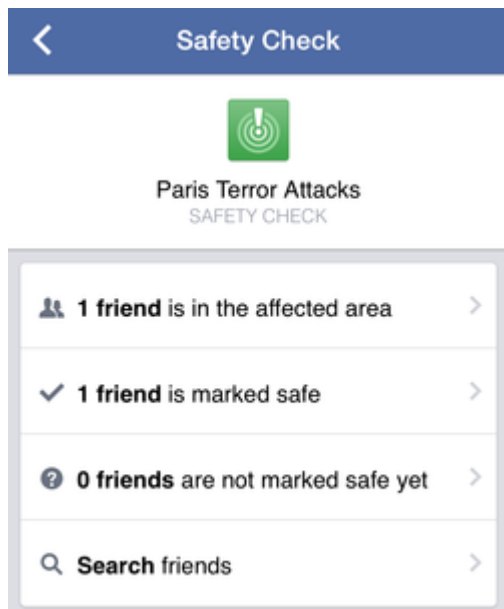 Safety Check
Paris Terror Attacks
SAFETY CHECK
1 friend is in the affected area
1 friend is marked safe
0 friends are not marked safe yet
Search friends